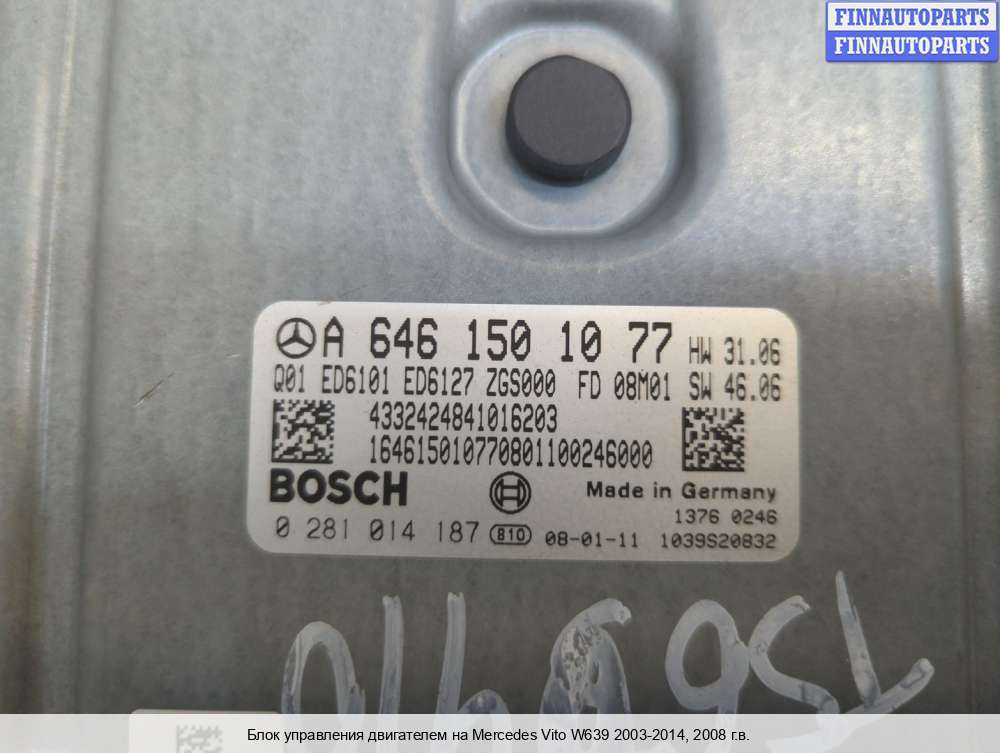 FINNAUTOPARTS
FINNAUTOPARTS
A 646 150 10 77 HW 31.06
Q01 ED6101 ED6127 ZGS000 FD 08M01 SW 46.06
4332424841016203
164615010770801100246000
BOSCH
Made in Germany
1376 0246
0 281 014 187 810 08-01-11 1039S20832
Блок управления двигателем на Mercedes Vito W639 2003-2014, 2008 г.в.